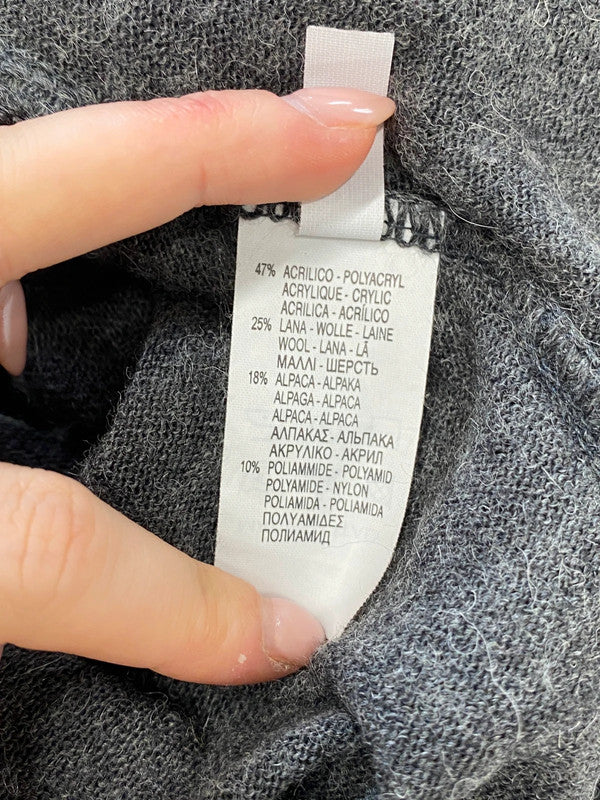 47% ACRILICO - POLYACRYL
ACRYLIQUE - CRYLIC
ACRILICA - ACRÍLICO
25% LANA - WOLLE - LAINE
WOOL - LANA - LÃ
ΜΑΛΛΙ - ШЕРСТЬ
18% ALPACA - ALPAKA
ALPAGA - ALPACA
ALPACA - ALPACA
ΑΛΠΑΚΑΣ - АЛЬПАКА
ΑΚΡΥΛΙΚΟ - АКРИЛ
10% POLIAMMIDE - POLYAMID
POLYAMIDE - NYLON
POLIAMIDA - POLIAMIDA
ΠΟΛΥΑΜΙΔΕΣ
ПОЛИАМИД